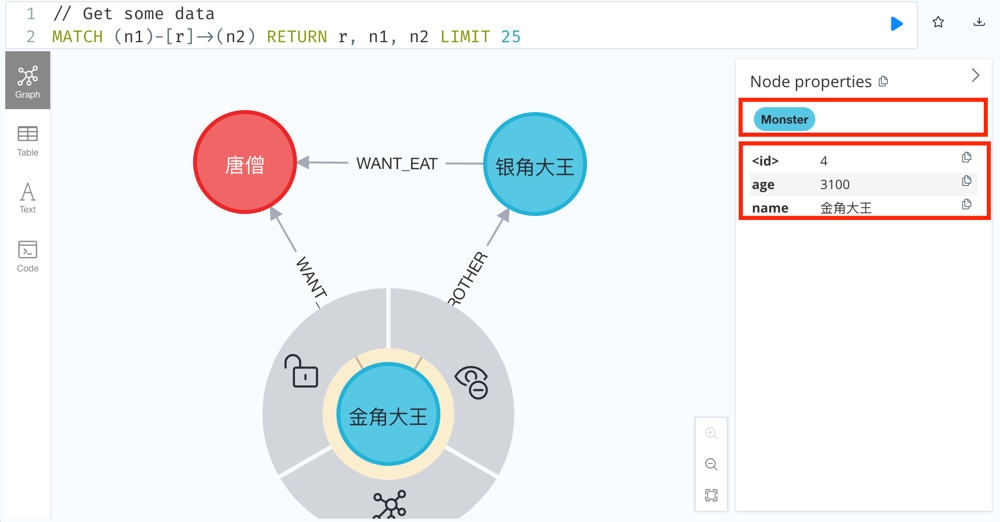 1 // Get some data
2 MATCH (n1)-[r]->(n2) RETURN r, n1, n2 LIMIT 25
Graph
Table
Text
Code
唐僧
WANT_EAT
银角大王
WANT_
ROTHER
金角大王
Node properties
Monster
<id> 4
age 3100
name 金角大王